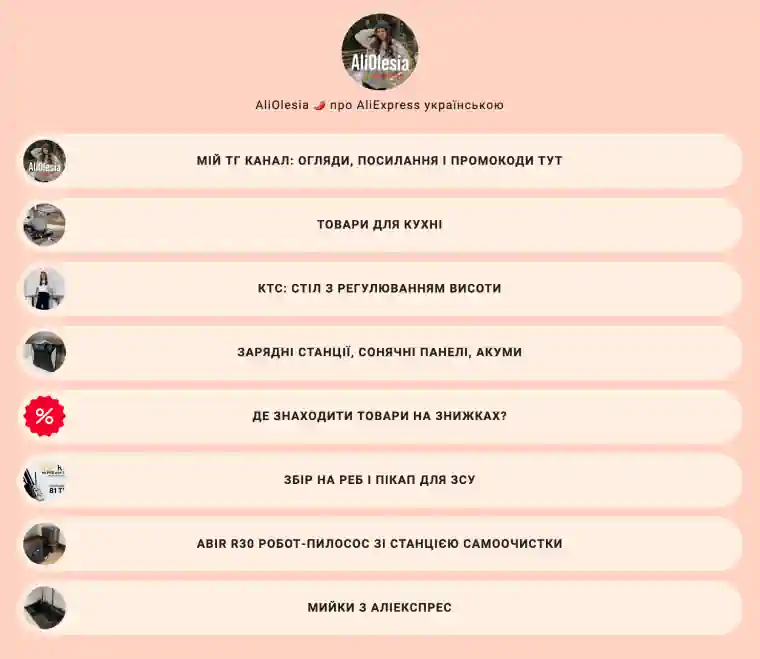 AliOlesia
AliOlesia 🌶️ про AliExpress українською
AliOlesia
МІЙ ТГ КАНАЛ: ОГЛЯДИ, ПОСИЛАННЯ І ПРОМОКОДИ ТУТ
ТОВАРИ ДЛЯ КУХНІ
КТС: СТІЛ З РЕГУЛЮВАННЯМ ВИСОТИ
ЗАРЯДНІ СТАНЦІЇ, СОНЯЧНІ ПАНЕЛІ, АКУМИ
%
ДЕ ЗНАХОДИТИ ТОВАРИ НА ЗНИЖКАХ?
81 Т
ЗБІР НА РЕБ І ПІКАП ДЛЯ ЗСУ
ABIR R30 РОБОТ-ПИЛОСОС ЗІ СТАНЦІЄЮ САМООЧИСТКИ
МИЙКИ З АЛІЕКСПРЕС